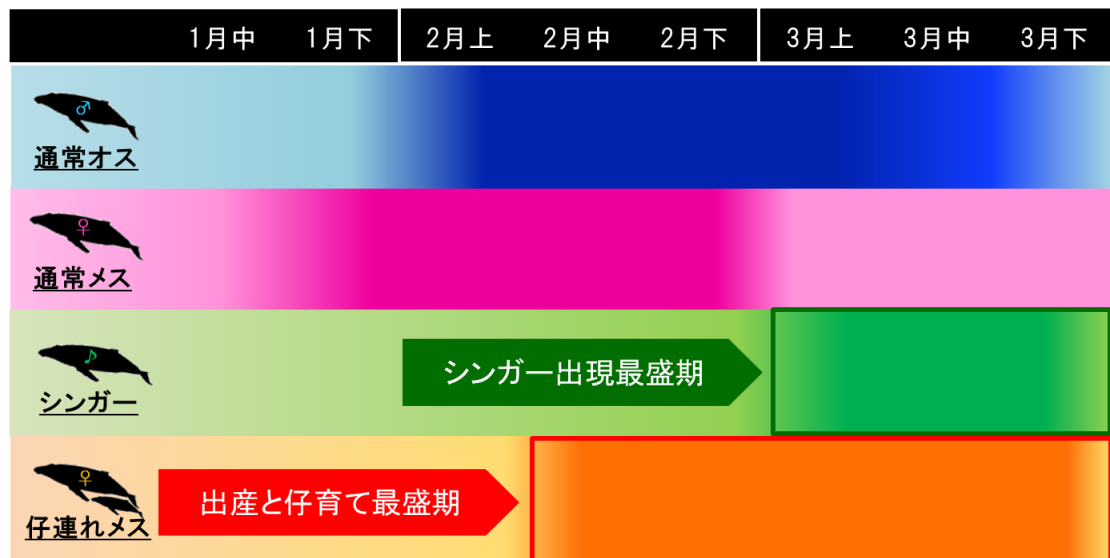 1月中 1月下 2月上 2月中 2月下 3月上 3月中 3月下
♂
通常オス
♀
通常メス
♪
シンガー
シンガー出現最盛期
♀
仔連れメス
出産と仔育て最盛期